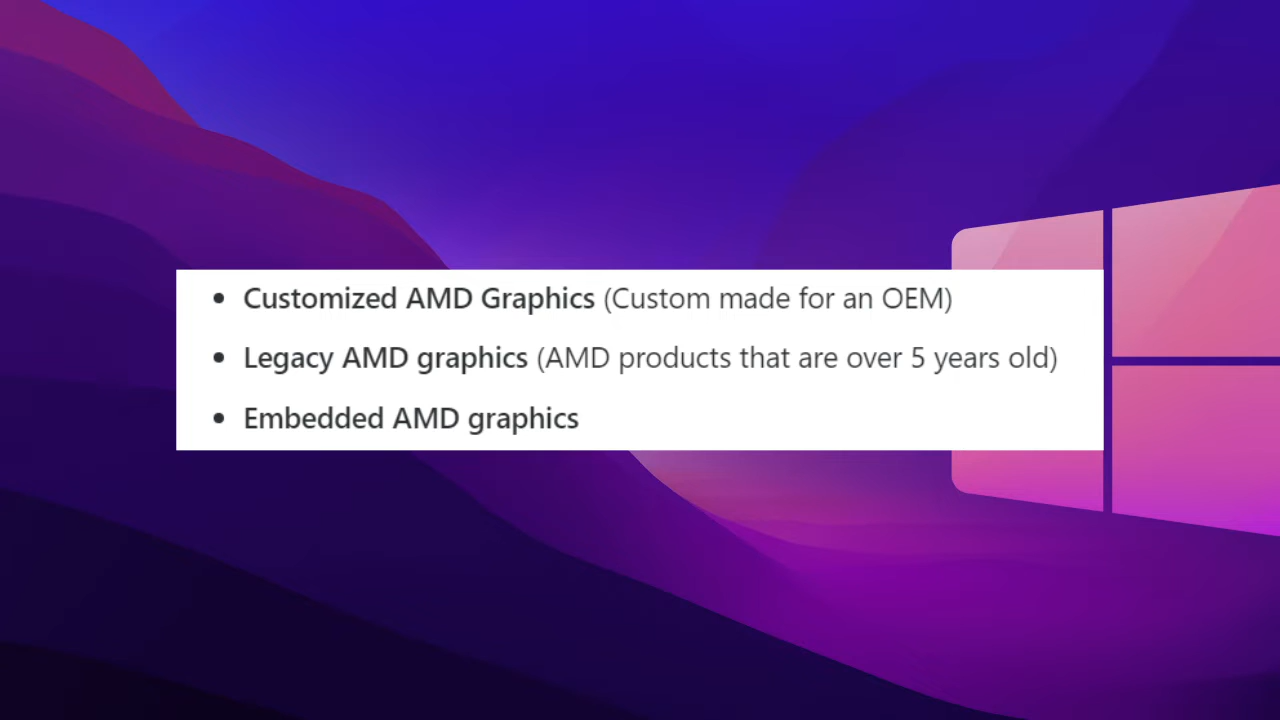 • Customized AMD Graphics (Custom made for an OEM)
• Legacy AMD graphics (AMD products that are over 5 years old)
• Embedded AMD graphics